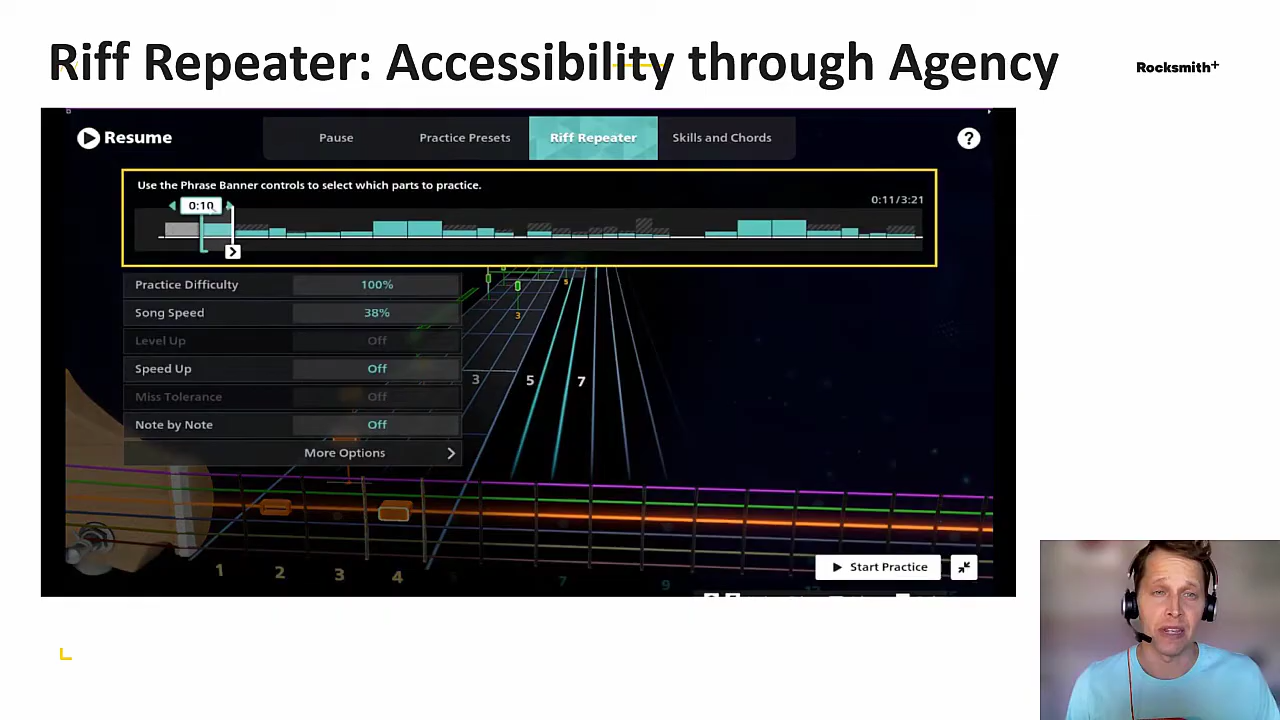 Riff Repeater: Accessibility through Agency
Rocksmith+
Resume
Pause
Practice Presets
Riff Repeater
Skills and Chords
?
Use the Phrase Banner controls to select which parts to practice.
0:10
0:11/3:21
Practice Difficulty 100%
Song Speed 38%
Level Up Off
Speed Up Off
Miss Tolerance Off
Note by Note Off
More Options
3
3 5 7
1 2 3 4 7 9
Start Practice